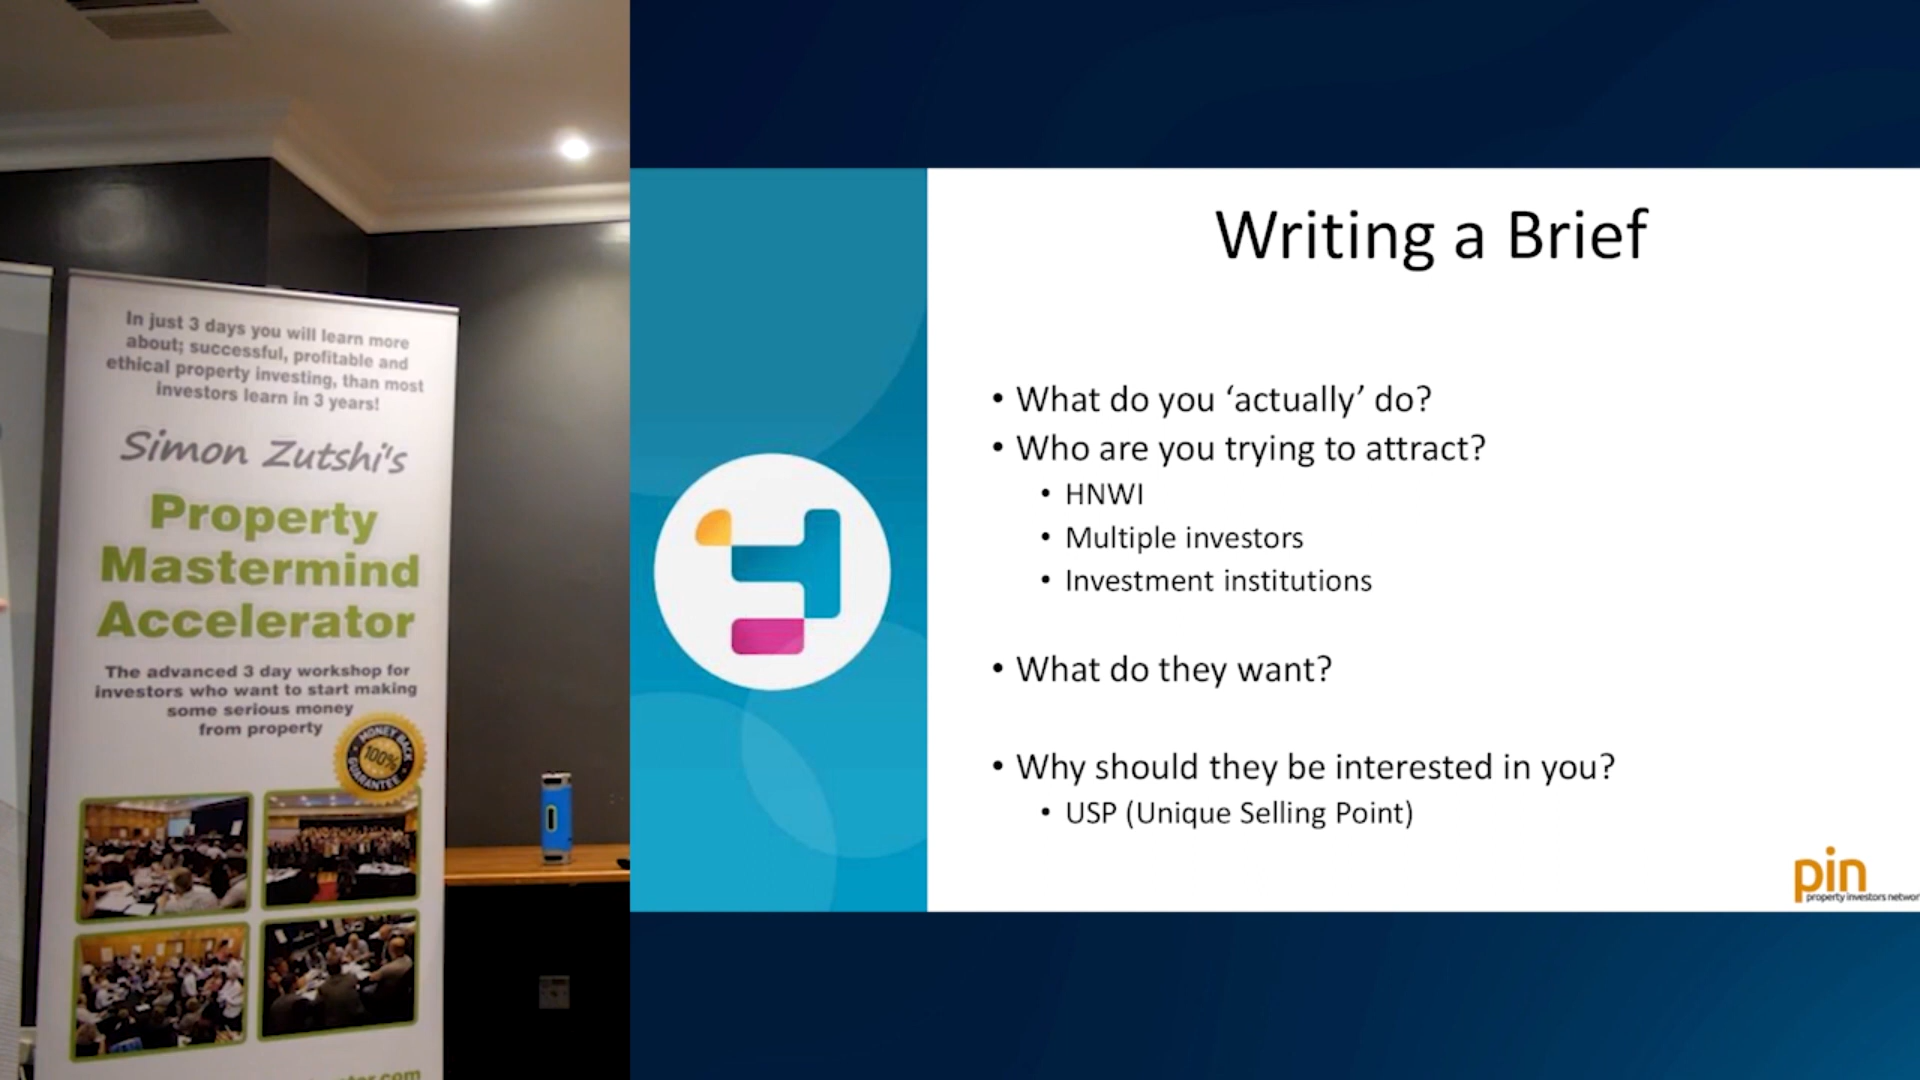 In just 3 days you will learn more
about; successful, profitable and
ethical property investing, than most
investors learn in 3 years!
Simon Zutshi's
Property
Mastermind
Accelerator
The advanced 3 day workshop for
investors who want to start making
some serious money
from property
MONEY BACK
100%
GUARANTEE
Writing a Brief
• What do you ‘actually’ do?
• Who are you trying to attract?
• HNWI
• Multiple investors
• Investment institutions
• What do they want?
• Why should they be interested in you?
• USP (Unique Selling Point)
pin
property investors networ